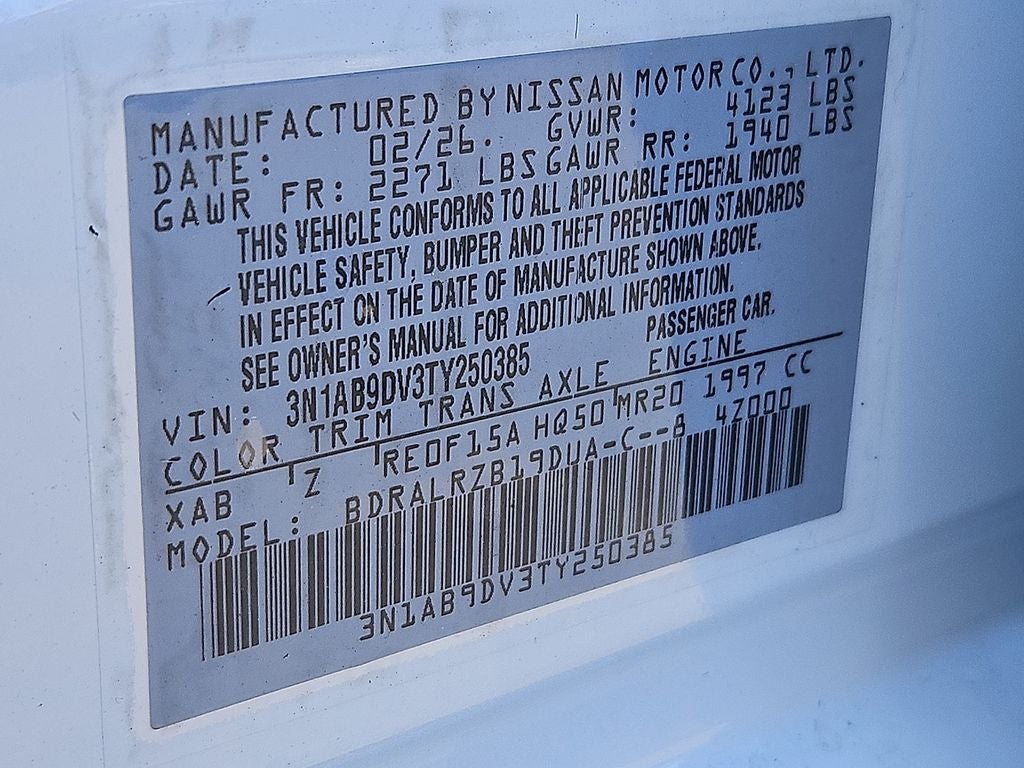 MANUFACTURED BY NISSAN MOTOR CO., LTD.
DATE: 02/26. GVWR: 4123 LBS
GAWR FR: 2271 LBS GAWR RR: 1940 LBS
THIS VEHICLE CONFORMS TO ALL APPLICABLE FEDERAL MOTOR
VEHICLE SAFETY, BUMPER AND THEFT PREVENTION STANDARDS
IN EFFECT ON THE DATE OF MANUFACTURE SHOWN ABOVE.
SEE OWNER'S MANUAL FOR ADDITIONAL INFORMATION.
VIN: 3N1AB9DV3TY250385 PASSENGER CAR.
COLOR TRIM TRANS AXLE ENGINE
XAB Z RE0F15A HQ50 MR20 1997 CC
MODEL: BDRALRZB19DUA-C--8 4Z000
3N1AB9DV3TY250385